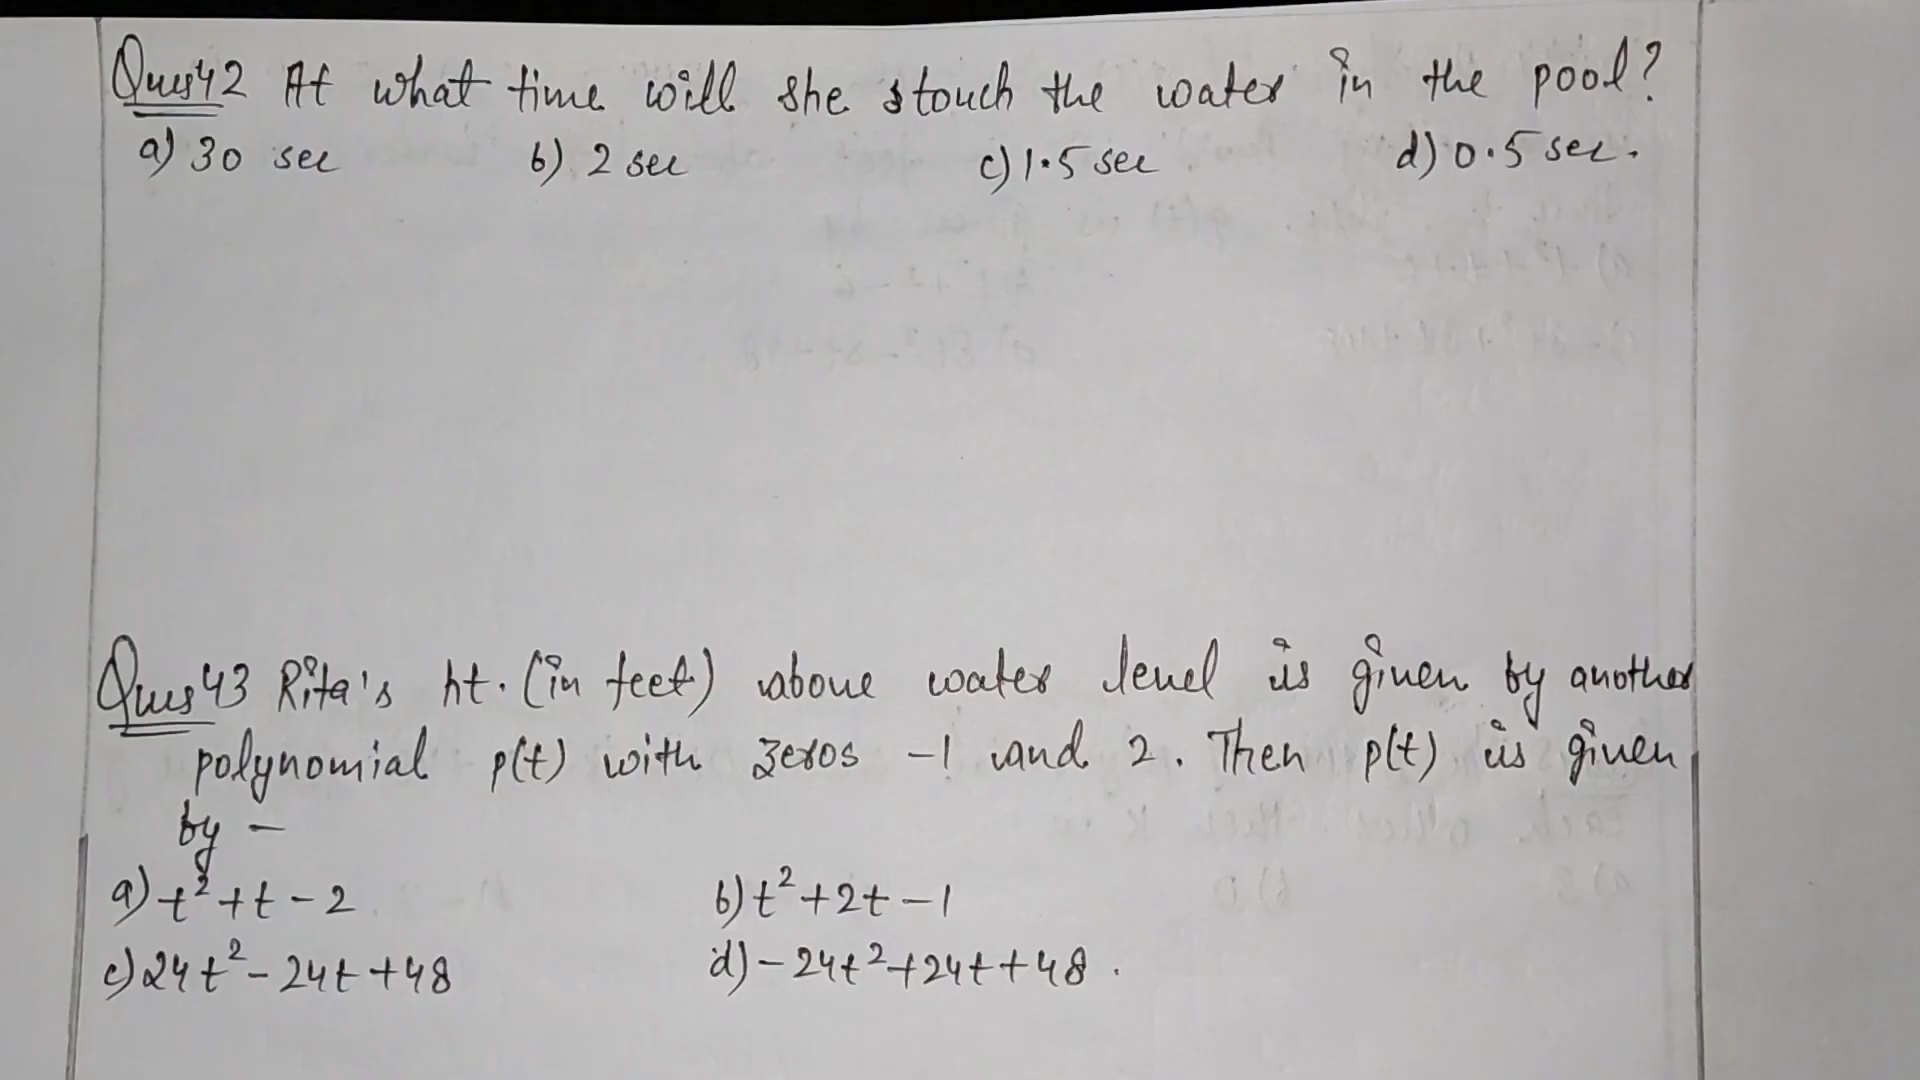 Ques42 At what time will she touch the water in the pool?
a) 30 sec b) 2 sec c) 1.5 sec d) 0.5 sec.
Ques43 Rita's ht. (in feet) above water level is given by another
polynomial p(t) with zeros -1 and 2. Then p(t) is given
by -
a) t²+t-2 b) t²+2t-1
c) 24t²-24t+48 d) -24t²+24t+48.